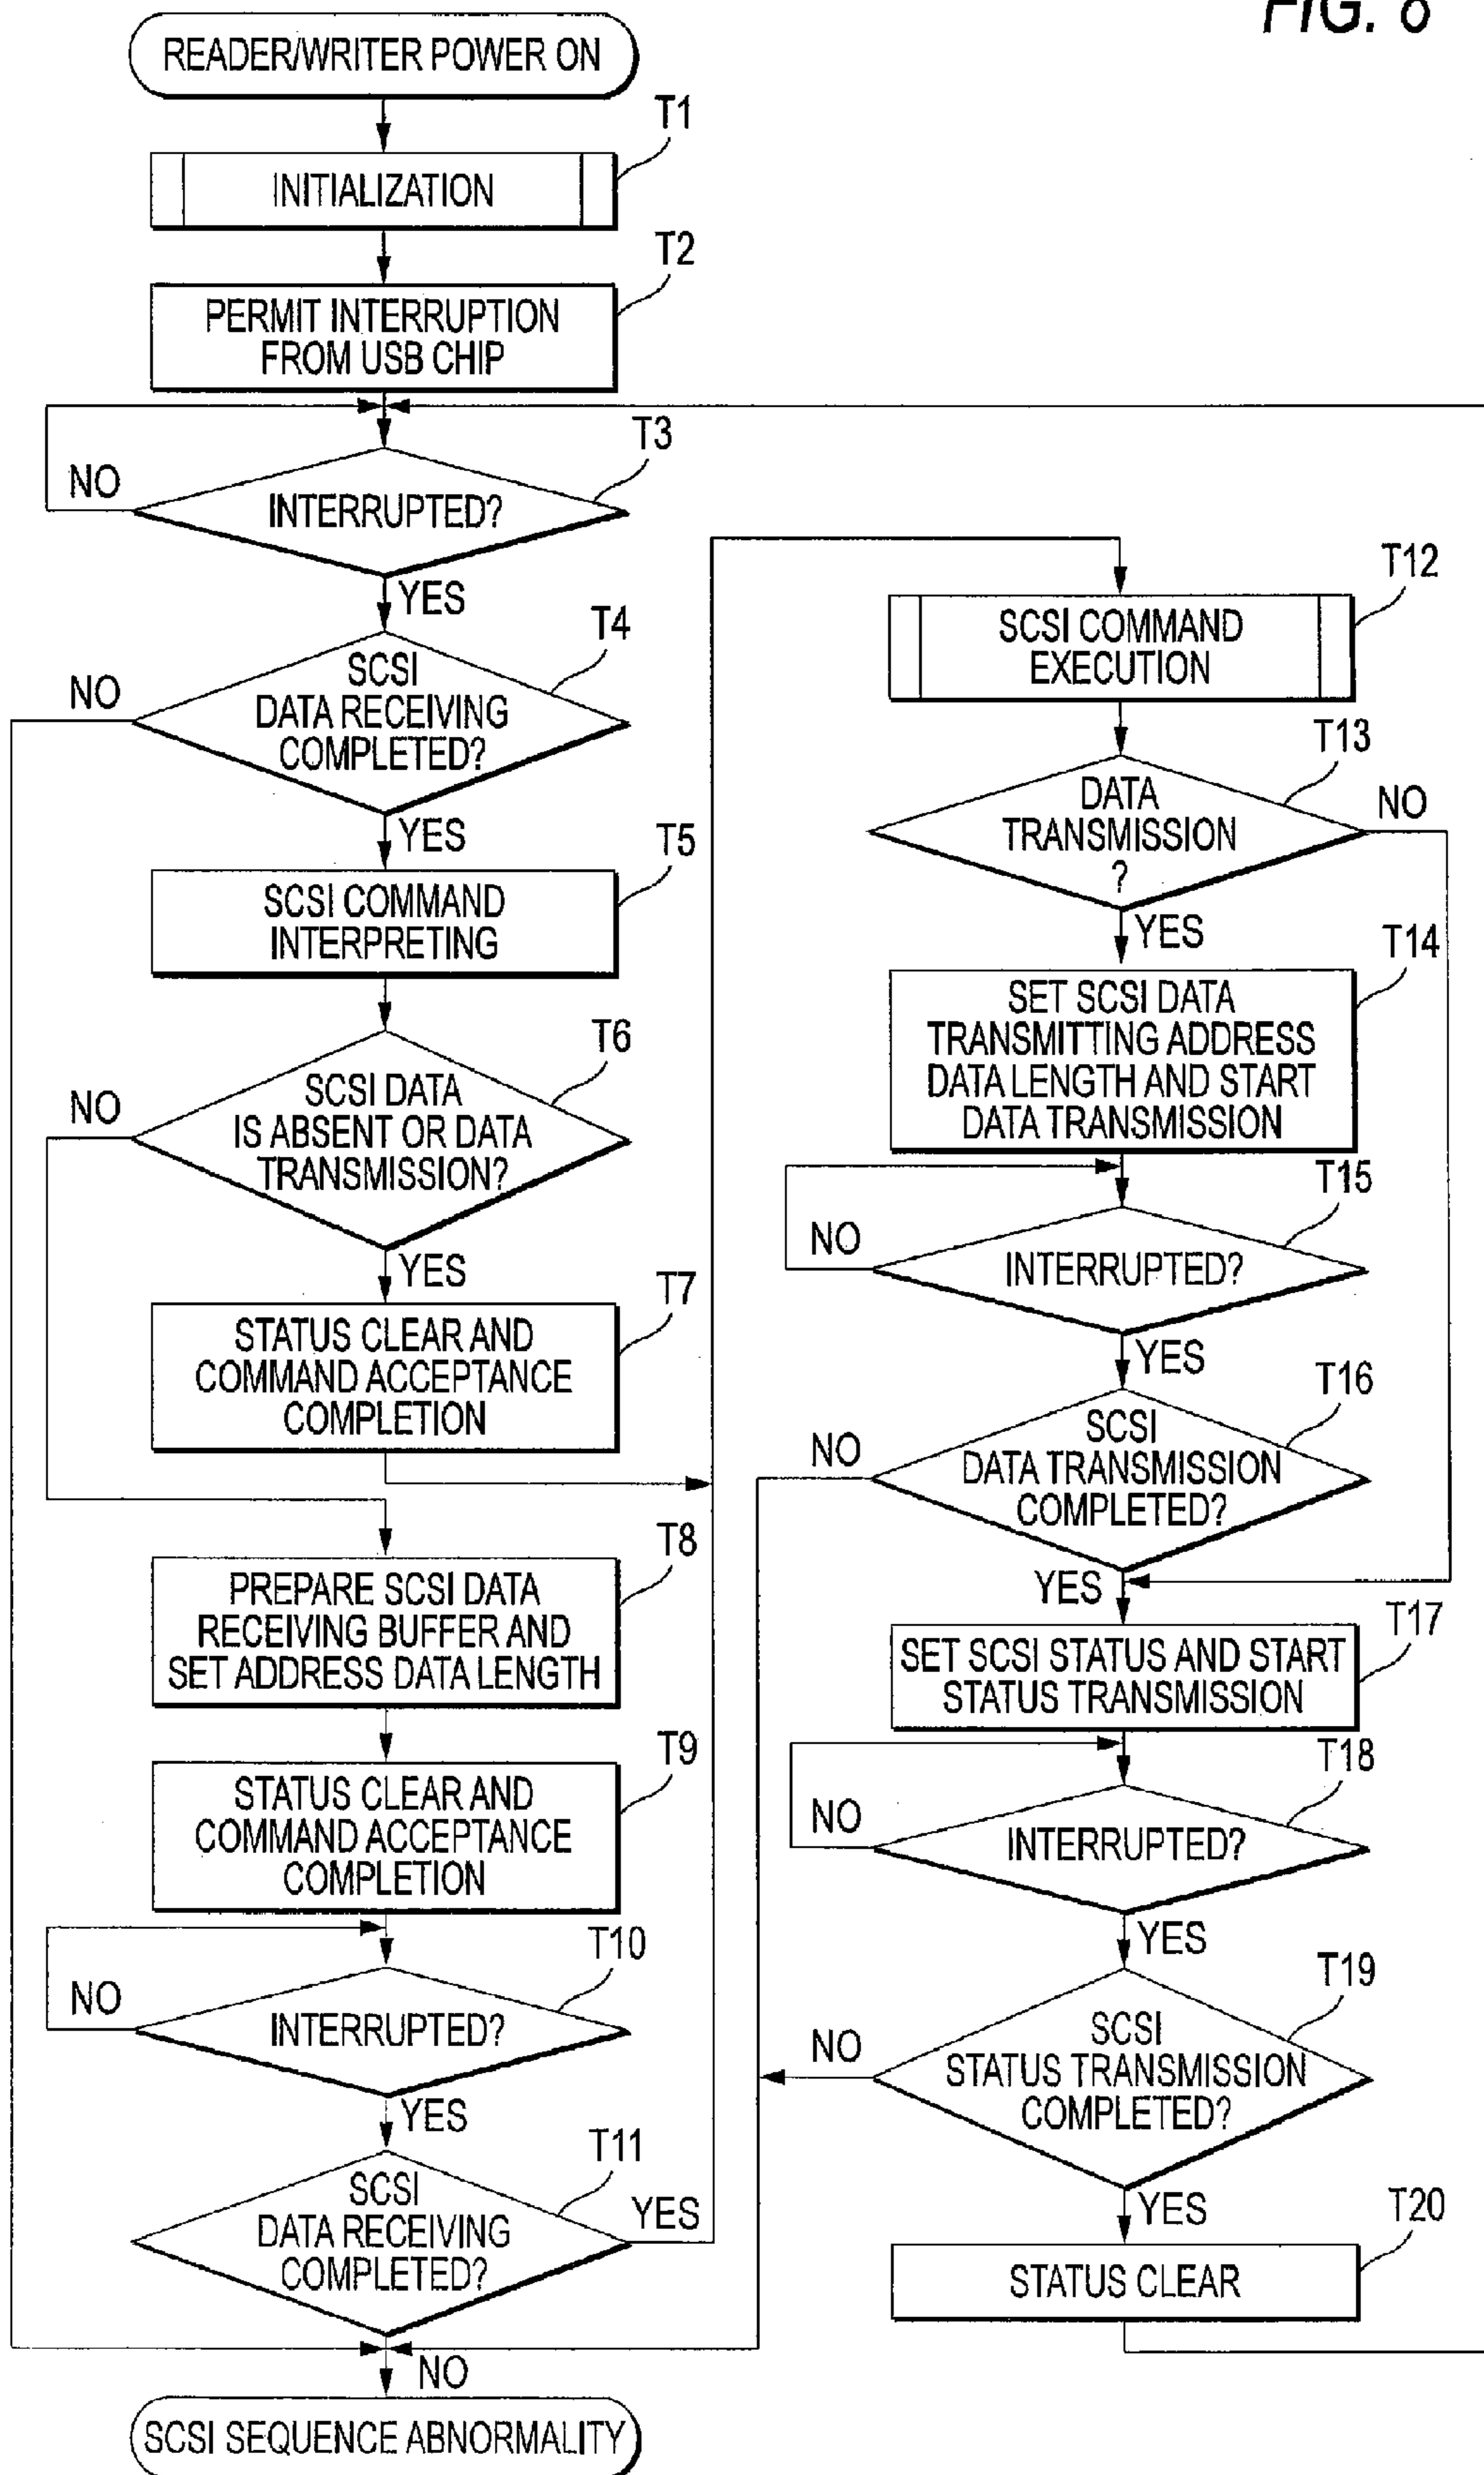 FIG. 6
READER/WRITER POWER ON
T1
INITIALIZATION
T2
PERMIT INTERRUPTION
FROM USB CHIP
T3
NO
INTERRUPTED?
YES
T4
NO
SCSI
DATA RECEIVING
COMPLETED?
YES
T5
SCSI COMMAND
INTERPRETING
T6
NO
SCSI DATA
IS ABSENT OR DATA
TRANSMISSION?
YES
T7
STATUS CLEAR AND
COMMAND ACCEPTANCE
COMPLETION
T8
PREPARE SCSI DATA
RECEIVING BUFFER AND
SET ADDRESS DATA LENGTH
T9
STATUS CLEAR AND
COMMAND ACCEPTANCE
COMPLETION
T10
NO
INTERRUPTED?
YES
T11
SCSI
DATA RECEIVING
COMPLETED?
YES
NO
SCSI SEQUENCE ABNORMALITY
T12
SCSI COMMAND
EXECUTION
T13
DATA
TRANSMISSION
?
NO
YES
T14
SET SCSI DATA
TRANSMITTING ADDRESS
DATA LENGTH AND START
DATA TRANSMISSION
T15
NO
INTERRUPTED?
YES
T16
NO
SCSI
DATA TRANSMISSION
COMPLETED?
YES
T17
SET SCSI STATUS AND START
STATUS TRANSMISSION
T18
NO
INTERRUPTED?
YES
T19
NO
SCSI
STATUS TRANSMISSION
COMPLETED?
YES
T20
STATUS CLEAR